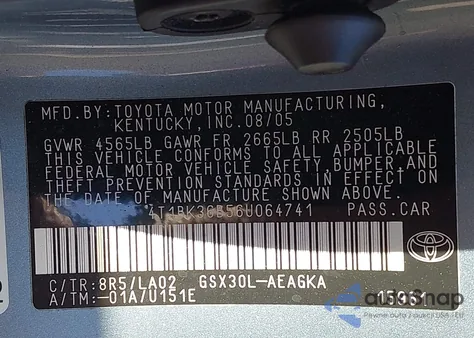 MFD.BY:TOYOTA MOTOR MANUFACTURING,
KENTUCKY, INC.08/05
GVWR 4565LB GAWR FR 2665LB RR 2505LB
THIS VEHICLE CONFORMS TO ALL APPLICABLE
FEDERAL MOTOR VEHICLE SAFETY, BUMPER, AND
THEFT PREVENTION STANDARDS IN EFFECT ON
THE DATE OF MANUFACTURE SHOWN ABOVE.
4T1BK36B56U064741 PASS.CAR
C/TR:8R5/LA02 GSX30L-AEAGKA
A/TM:-01A/U151E
TOYOTA
autoSnap